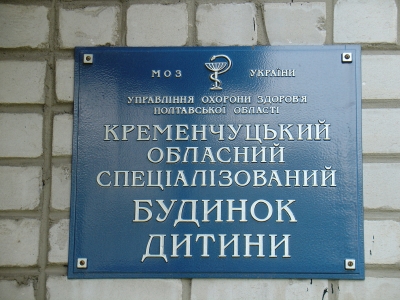 МОЗ УКРАЇНИ
УПРАВЛІННЯ ОХОРОНИ ЗДОРОВ'Я
ПОЛТАВСЬКОЇ ОБЛАСТІ
КРЕМЕНЧУЦЬКИЙ
ОБЛАСНИЙ
СПЕЦІАЛІЗОВАНИЙ
БУДИНОК
ДИТИНИ